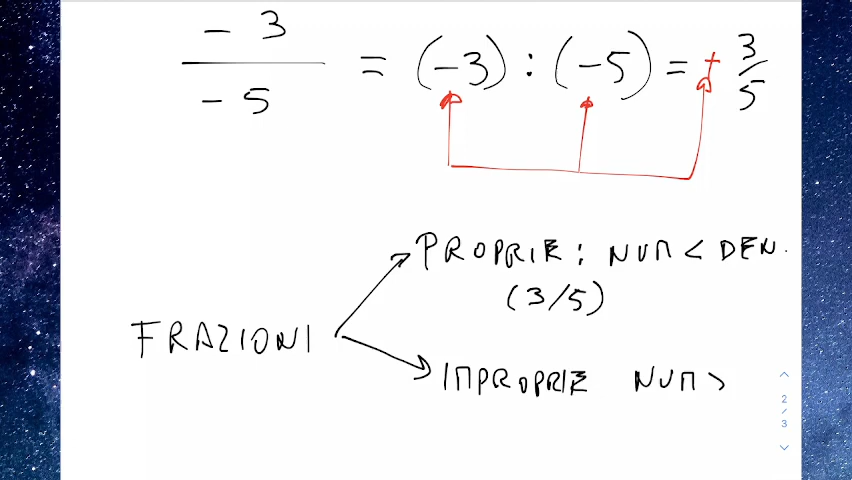 -3/-5 = (-3) : (-5) = + 3/5
PROPRIE : NUM < DEN.
(3/5)
FRAZIONI
IMPROPRIE NUM >
2
/
3